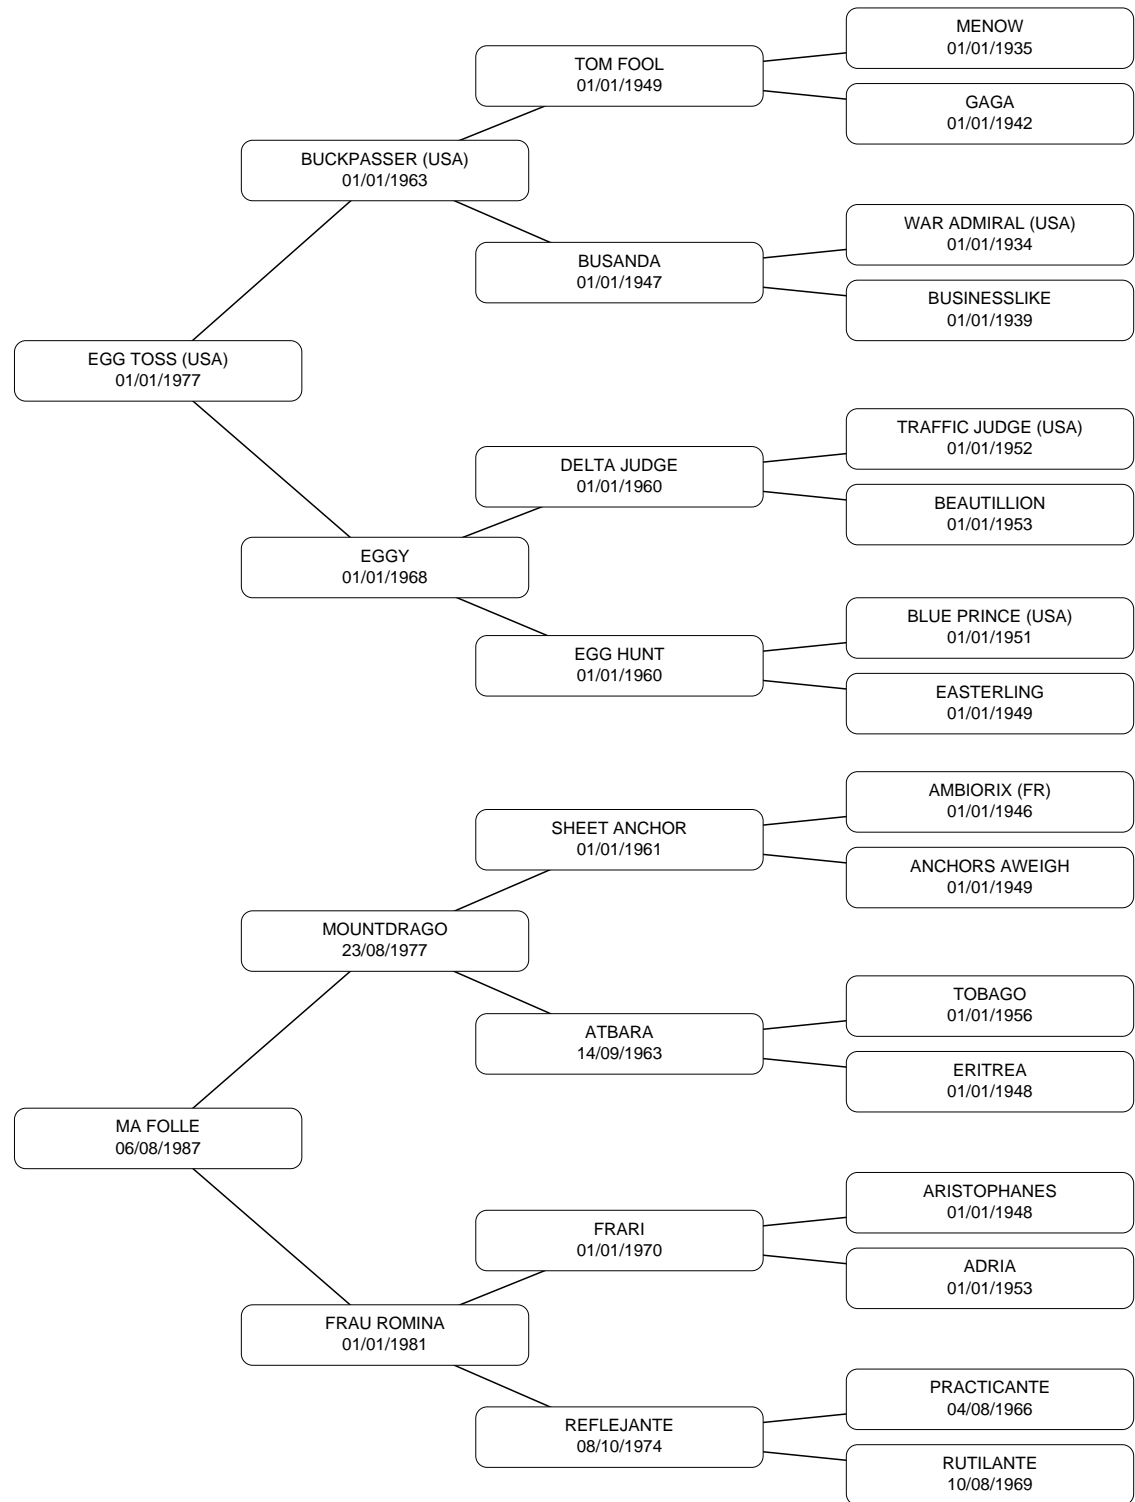 MENOW
01/01/1935
TOM FOOL
01/01/1949
GAGA
01/01/1942
BUCKPASSER (USA)
01/01/1963
WAR ADMIRAL (USA)
01/01/1934
BUSANDA
01/01/1947
BUSINESSLIKE
01/01/1939
EGG TOSS (USA)
01/01/1977
TRAFFIC JUDGE (USA)
01/01/1952
DELTA JUDGE
01/01/1960
BEAUTILLION
01/01/1953
EGGY
01/01/1968
BLUE PRINCE (USA)
01/01/1951
EGG HUNT
01/01/1960
EASTERLING
01/01/1949
AMBIORIX (FR)
01/01/1946
SHEET ANCHOR
01/01/1961
ANCHORS AWEIGH
01/01/1949
MOUNTDRAGO
23/08/1977
TOBAGO
01/01/1956
ATBARA
14/09/1963
ERITREA
01/01/1948
MA FOLLE
06/08/1987
ARISTOPHANES
01/01/1948
FRARI
01/01/1970
ADRIA
01/01/1953
FRAU ROMINA
01/01/1981
PRACTICANTE
04/08/1966
REFLEJANTE
08/10/1974
RUTILANTE
10/08/1969